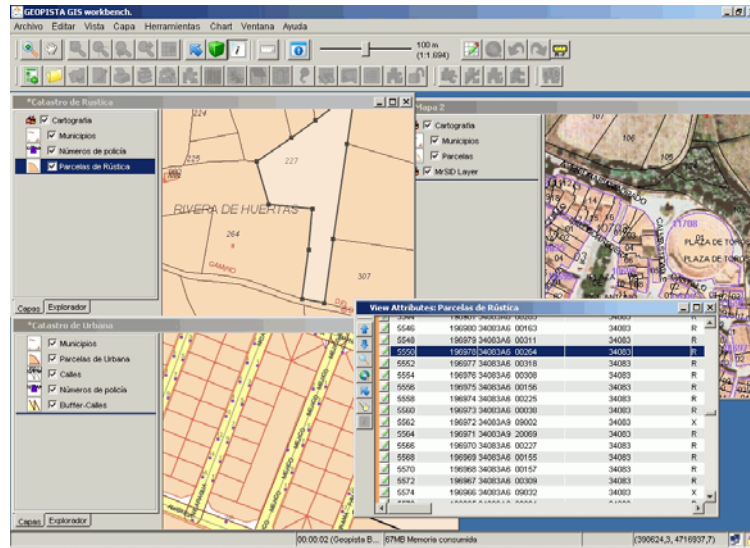 GEOPISTA GIS workbench.
Archivo Editar Vista Capa Herramientas Chart Ventana Ayuda
100 m
(1:1.694)
*Catastro de Rustica
Cartografia
Municipios
Números de policía
Parcelas de Rústica
Capas Explorador
224
225
227
RIVERA DE HUERTAS
264
CAMINO
307
Mapa 2
Cartografia
Municipios
Parcelas
MrSID Layer
107
106
105
11708
PLAZA DE TOROS
PLAZA DE TOROS
*Catastro de Urbana
Municipios
Parcelas de Urbana
Calles
Números de policía
Buffer-Calles
Capas Explorador
View Attributes: Parcelas de Rústica
5546 196980 34083A6 00163 34083 R
5548 196979 34083A6 00311 34083 R
5550 196978 34083A6 00264 34083 R
5552 196977 34083A6 00318 34083 R
5554 196976 34083A6 00308 34083 R
5556 196975 34083A6 00156 34083 R
5558 196974 34083A6 00225 34083 R
5560 196973 34083A6 00038 34083 R
5562 196972 34083A9 09002 34083 X
5564 196971 34083A9 20069 34083 R
5566 196970 34083A6 00227 34083 R
5568 196969 34083A6 00155 34083 R
5570 196968 34083A6 00157 34083 R
5572 196967 34083A6 00309 34083 R
5574 196966 34083A6 09032 34083 X
00:00:02 (Geopista B... 67MB Memoria consumida (390624,3, 4716937,7)